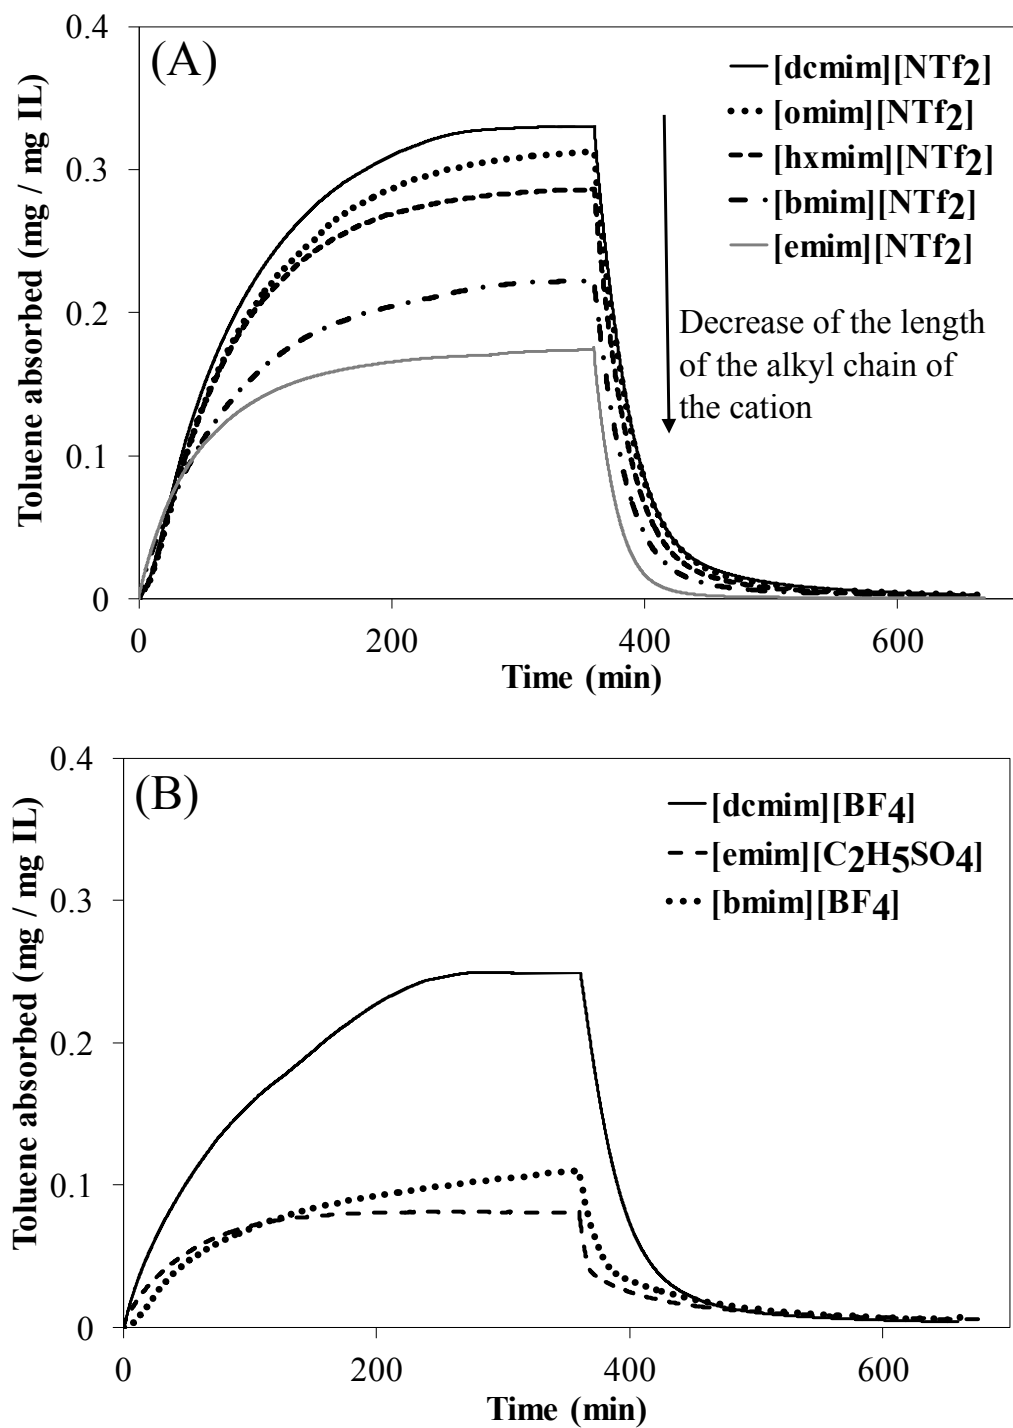 (A)
Toluene absorbed (mg / mg IL)
0.4
0.3
0.2
0.1
0
[dcmim][NTf2]
[omim][NTf2]
[hxmim][NTf2]
[bmim][NTf2]
[emim][NTf2]
Decrease of the length
of the alkyl chain of
the cation
0 200 400 600
Time (min)
(B)
Toluene absorbed (mg / mg IL)
0.4
0.3
0.2
0.1
0
[dcmim][BF4]
[emim][C2H5SO4]
[bmim][BF4]
0 200 400 600
Time (min)